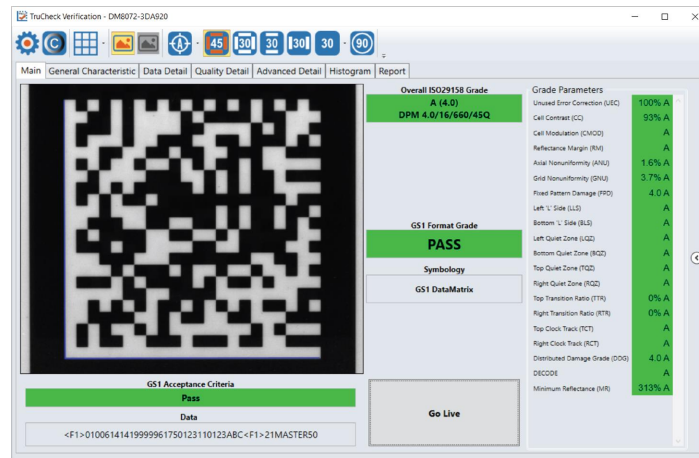 TruCheck Verification - DM8072-3DA920
45 30 30 30 30 90
Main General Characteristic Data Detail Quality Detail Advanced Detail Histogram Report
Overall ISO29158 Grade
A (4.0)
DPM 4.0/16/660/45Q
GS1 Format Grade
PASS
Symbology
GS1 DataMatrix
Grade Parameters
Unused Error Correction (UEC) 100% A
Cell Contrast (CC) 93% A
Cell Modulation (CMOD) A
Reflectance Margin (RM) A
Axial Nonuniformity (ANU) 1.6% A
Grid Nonuniformity (GNU) 3.7% A
Fixed Pattern Damage (FPD) 4.0 A
Left 'L' Side (LLS) A
Bottom 'L' Side (BLS) A
Left Quiet Zone (LQZ) A
Bottom Quiet Zone (BQZ) A
Top Quiet Zone (TQZ) A
Right Quiet Zone (RQZ) A
Top Transition Ratio (TTR) 0% A
Right Transition Ratio (RTR) 0% A
Top Clock Track (TCT) A
Right Clock Track (RCT) A
Distributed Damage Grade (DDG) 4.0 A
DECODE A
Minimum Reflectance (MR) 313% A
GS1 Acceptance Criteria
Pass
Data
<F1>01006141419999961750123110123ABC<F1>21MASTER50
Go Live